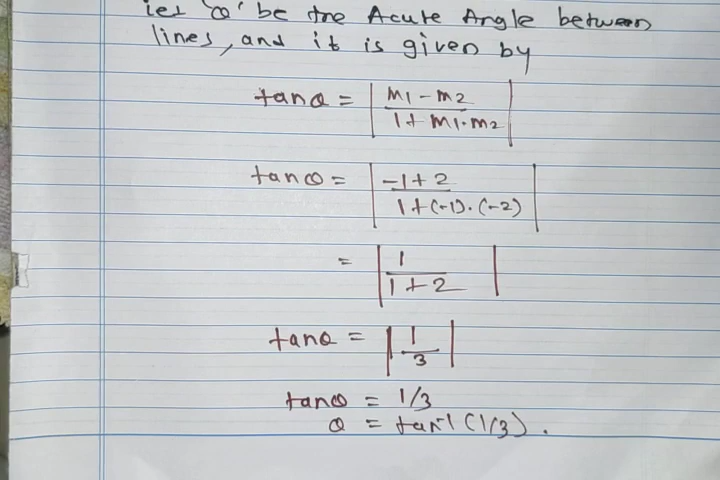 let 'θ' be the Acute Angle between
lines, and it is given by
tanθ = | m1 - m2 / 1 + m1·m2 |
tanθ = | -1 + 2 / 1 + (-1)·(-2) |
= | 1 / 1 + 2 |
tanθ = | 1 / 3 |
tanθ = 1/3
θ = tan⁻¹(1/3).